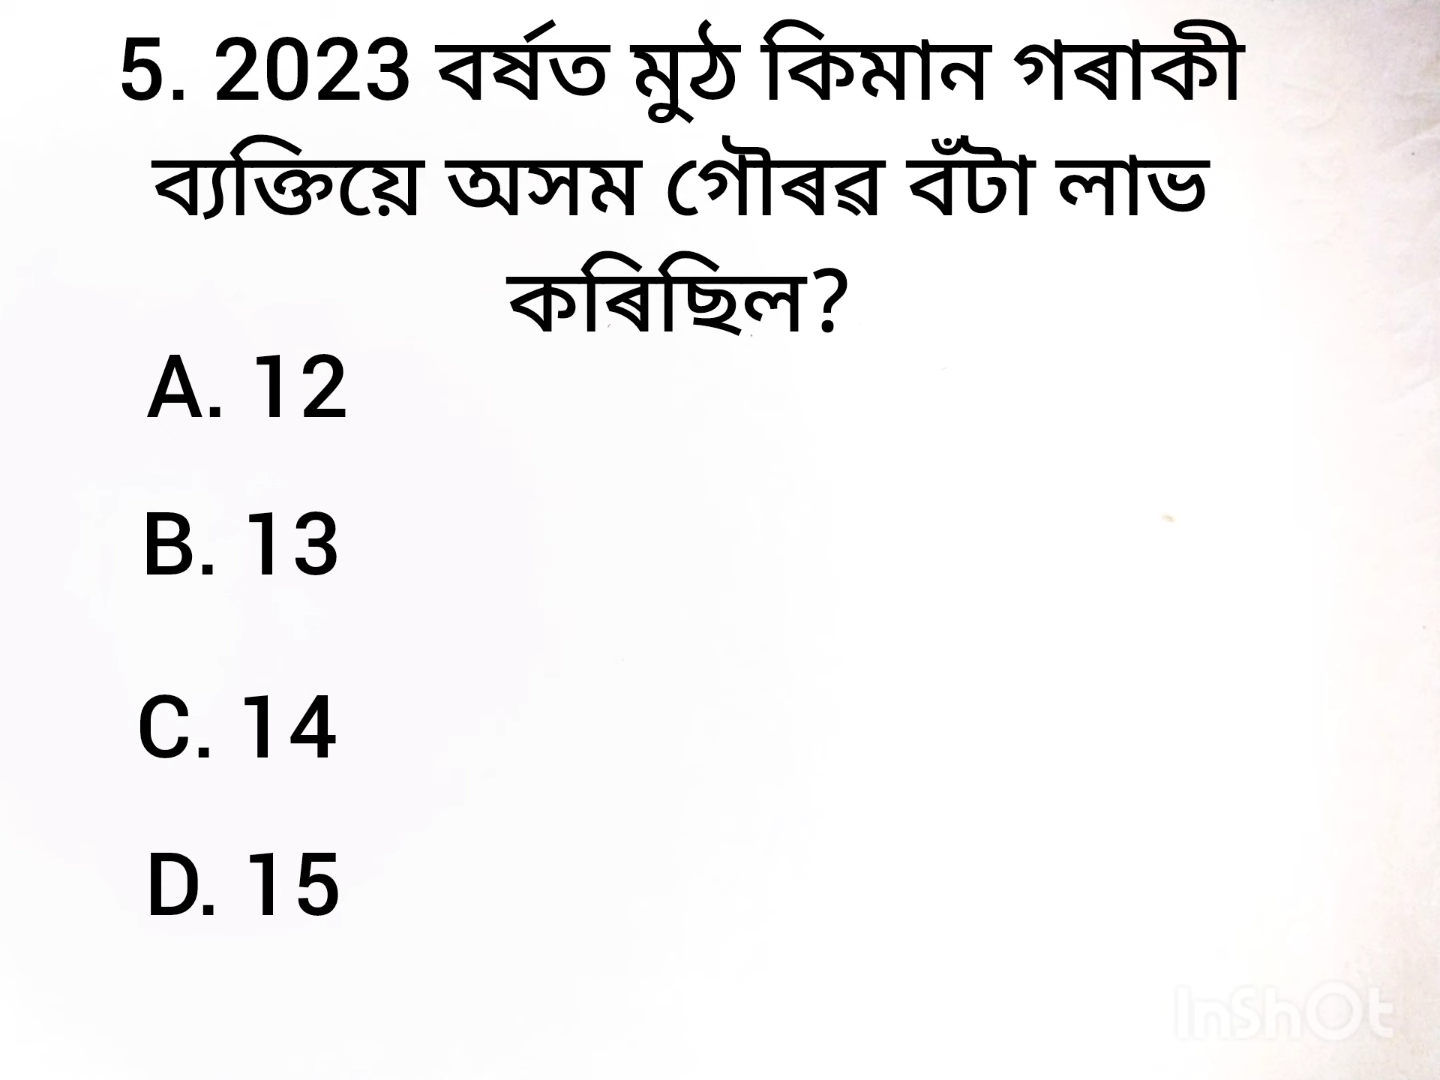 5. 2023 বৰ্ষত মুঠ কিমান গৰাকী
ব্যক্তিয়ে অসম গৌৰৱ বঁটা লাভ
কৰিছিল?
A. 12
B. 13
C. 14
D. 15
InShOt